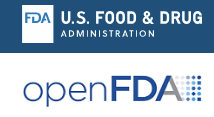 FDA U.S. FOOD & DRUG
ADMINISTRATION
openFDA